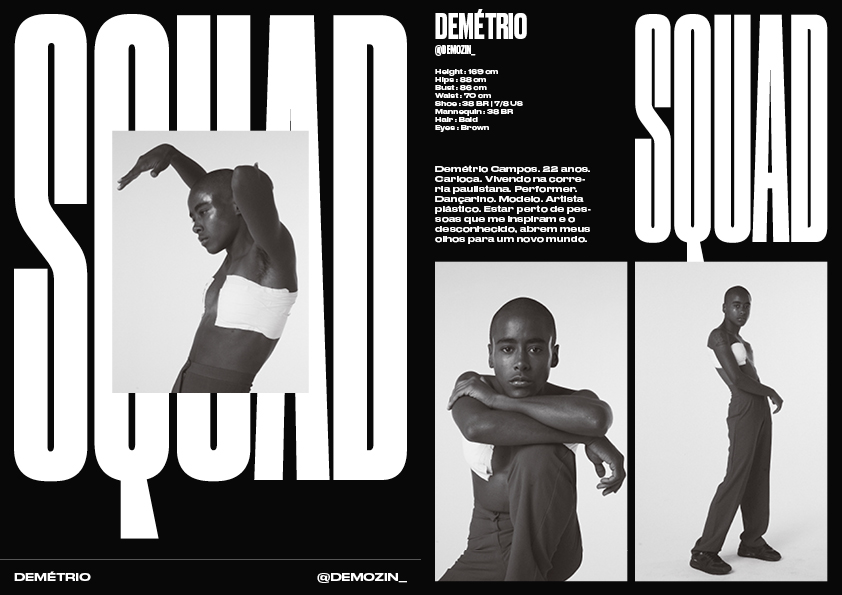 SQUAD
DEMÉTRIO
@DEMOZIN_
DEMÉTRIO
@DEMOZIN_
Height : 169 cm
Hips : 88 cm
Bust : 86 cm
Waist : 70 cm
Shoe : 38 BR | 7/8 US
Mannequin : 38 BR
Hair : Bald
Eyes : Brown
Demétrio Campos. 22 anos.
Carioca. Vivendo na corre-
ria paulistana. Performer.
Dançarino. Modelo. Artista
plástico. Estar perto de pes-
soas que me inspiram e o
desconhecido, abrem meus
olhos para um novo mundo.
SQUAD